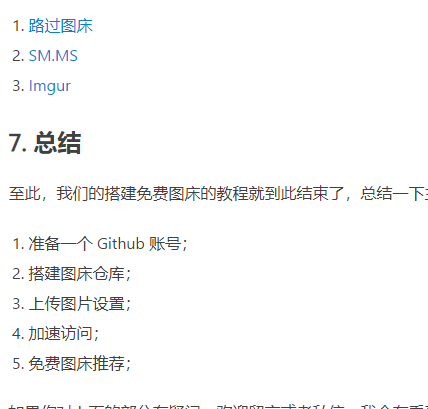 1. 路过图床
2. SM.MS
3. Imgur
7. 总结
至此，我们的搭建免费图床的教程就到此结束了，总结一下
1. 准备一个 Github 账号；
2. 搭建图床仓库；
3. 上传图片设置；
4. 加速访问；
5. 免费图床推荐；